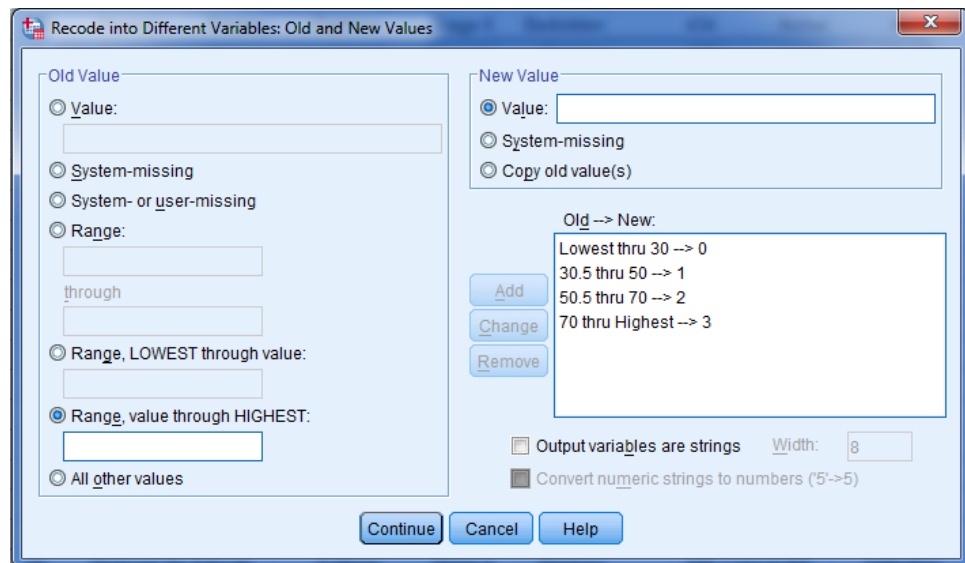 Recode into Different Variables: Old and New Values
Old Value
Value:
System-missing
System- or user-missing
Range:
through
Range, LOWEST through value:
Range, value through HIGHEST:
All other values
New Value
Value:
System-missing
Copy old value(s)
Old --> New:
Lowest thru 30 --> 0
30.5 thru 50 --> 1
50.5 thru 70 --> 2
70 thru Highest --> 3
Add
Change
Remove
Output variables are strings Width: 8
Convert numeric strings to numbers ('5'->5)
Continue Cancel Help